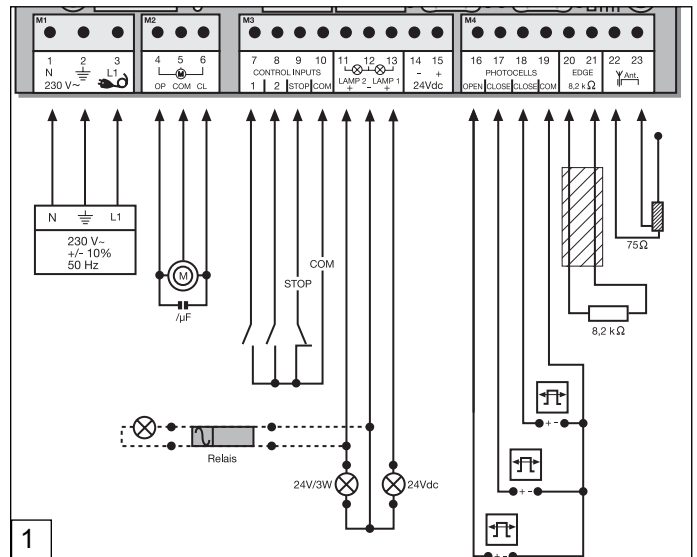 M1 M2 M3 M4
1 2 3 4 5 6 7 8 9 10 11 12 13 14 15 16 17 18 19 20 21 22 23
N L1 M CONTROL INPUTS LAMP 2 LAMP 1 - + PHOTOCELLS EDGE Ant.
230 V~ OP COM CL 1 2 STOP COM + - + 24Vdc OPEN CLOSE CLOSE COM 8,2 kΩ
N L1
230 V~
+/- 10%
50 Hz
M
/µF
COM
STOP
75Ω
8,2 kΩ
+ -
Relais
+ -
24V/3W
24Vdc
+ -
1